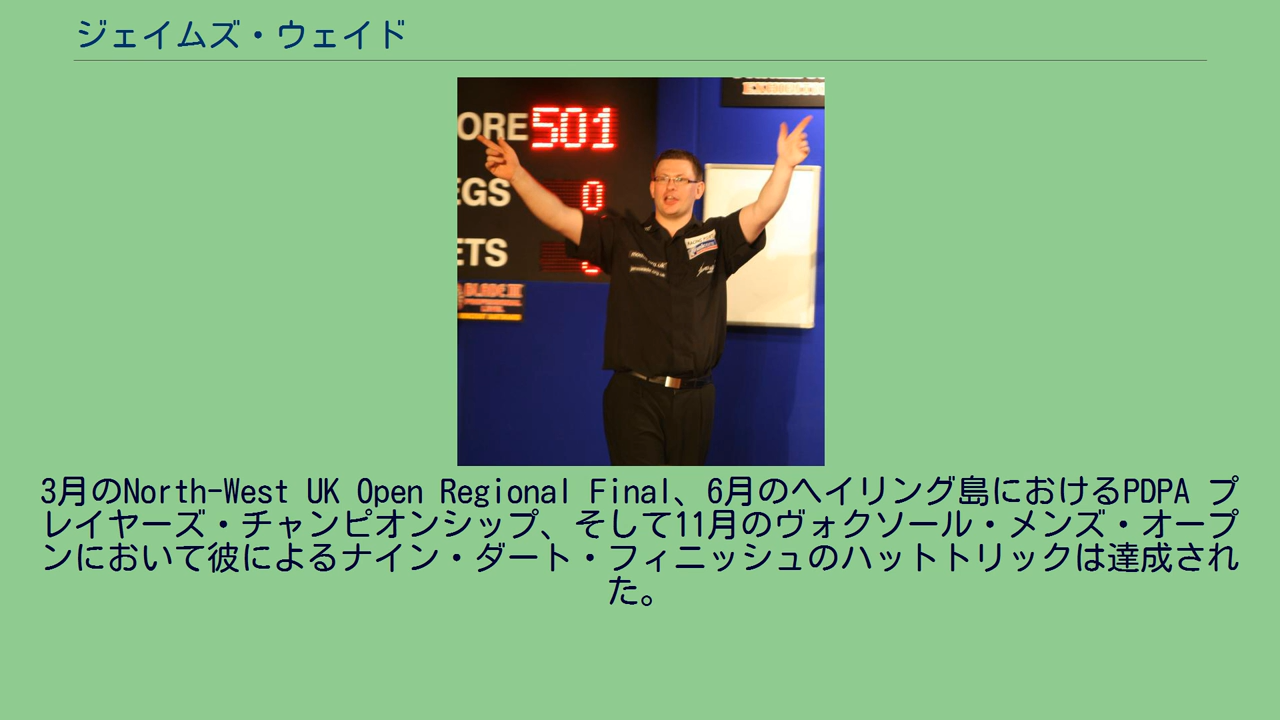 ジェイムズ・ウェイド
ORE 501
EGS 0
ETS
BLADE III
3月のNorth-West UK Open Regional Final、6月のヘイリング島におけるPDPA プ
レイヤーズ・チャンピオンシップ、そして11月のヴォクソール・メンズ・オープ
ンにおいて彼によるナイン・ダート・フィニッシュのハットトリックは達成され
た。